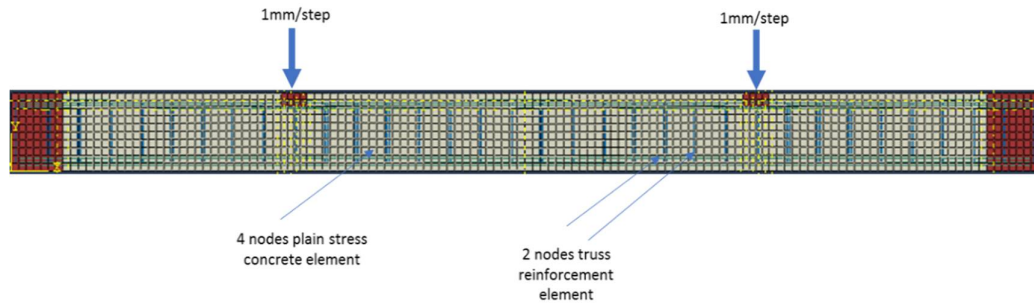 1mm/step
1mm/step
4 nodes plain stress
concrete element
2 nodes truss
reinforcement
element